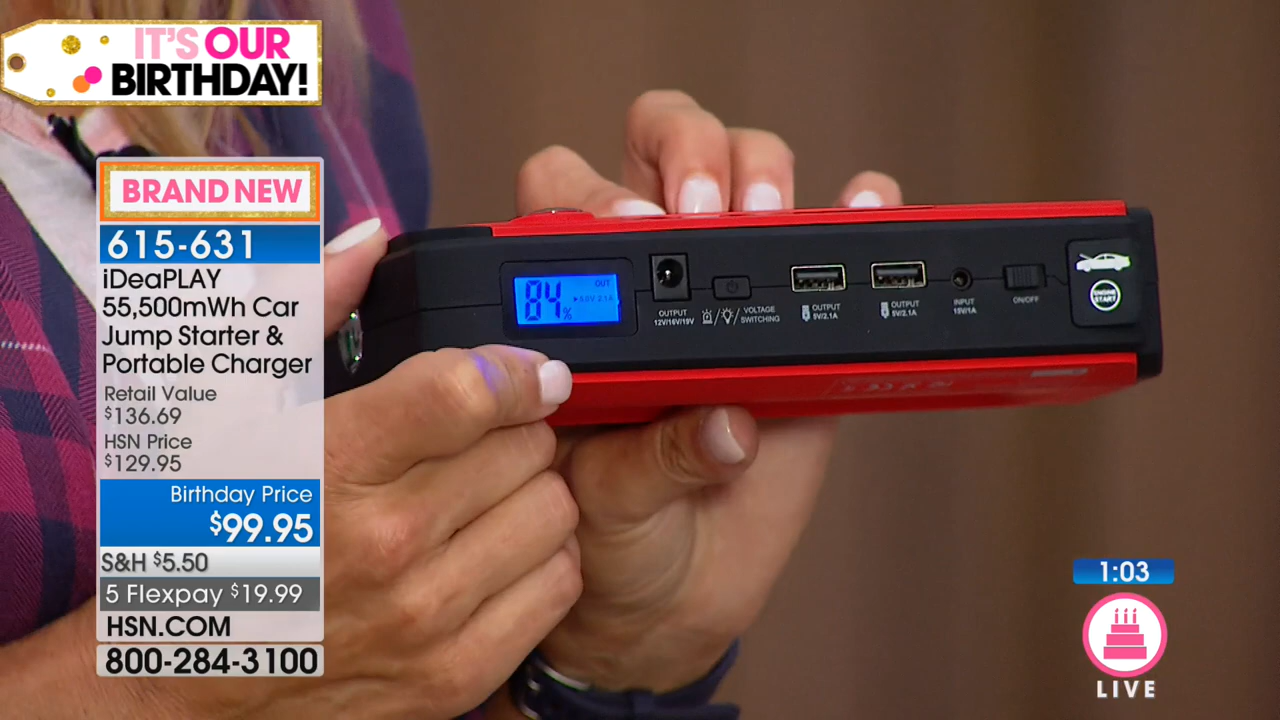 IT'S OUR
BIRTHDAY!
BRAND NEW
615-631
iDeaPLAY
55,500mWh Car
Jump Starter &
Portable Charger
Retail Value
$136.69
HSN Price
$129.95
Birthday Price
$99.95
S&H $5.50
5 Flexpay $19.99
HSN.COM
800-284-3100
84%
OUT
OUTPUT
12V/16V/19V
VOLTAGE
SWITCHING
OUTPUT
5V/2.1A
OUTPUT
5V/2.1A
INPUT
15V/1A
ON/OFF
ENGINE
START
1:03
LIVE